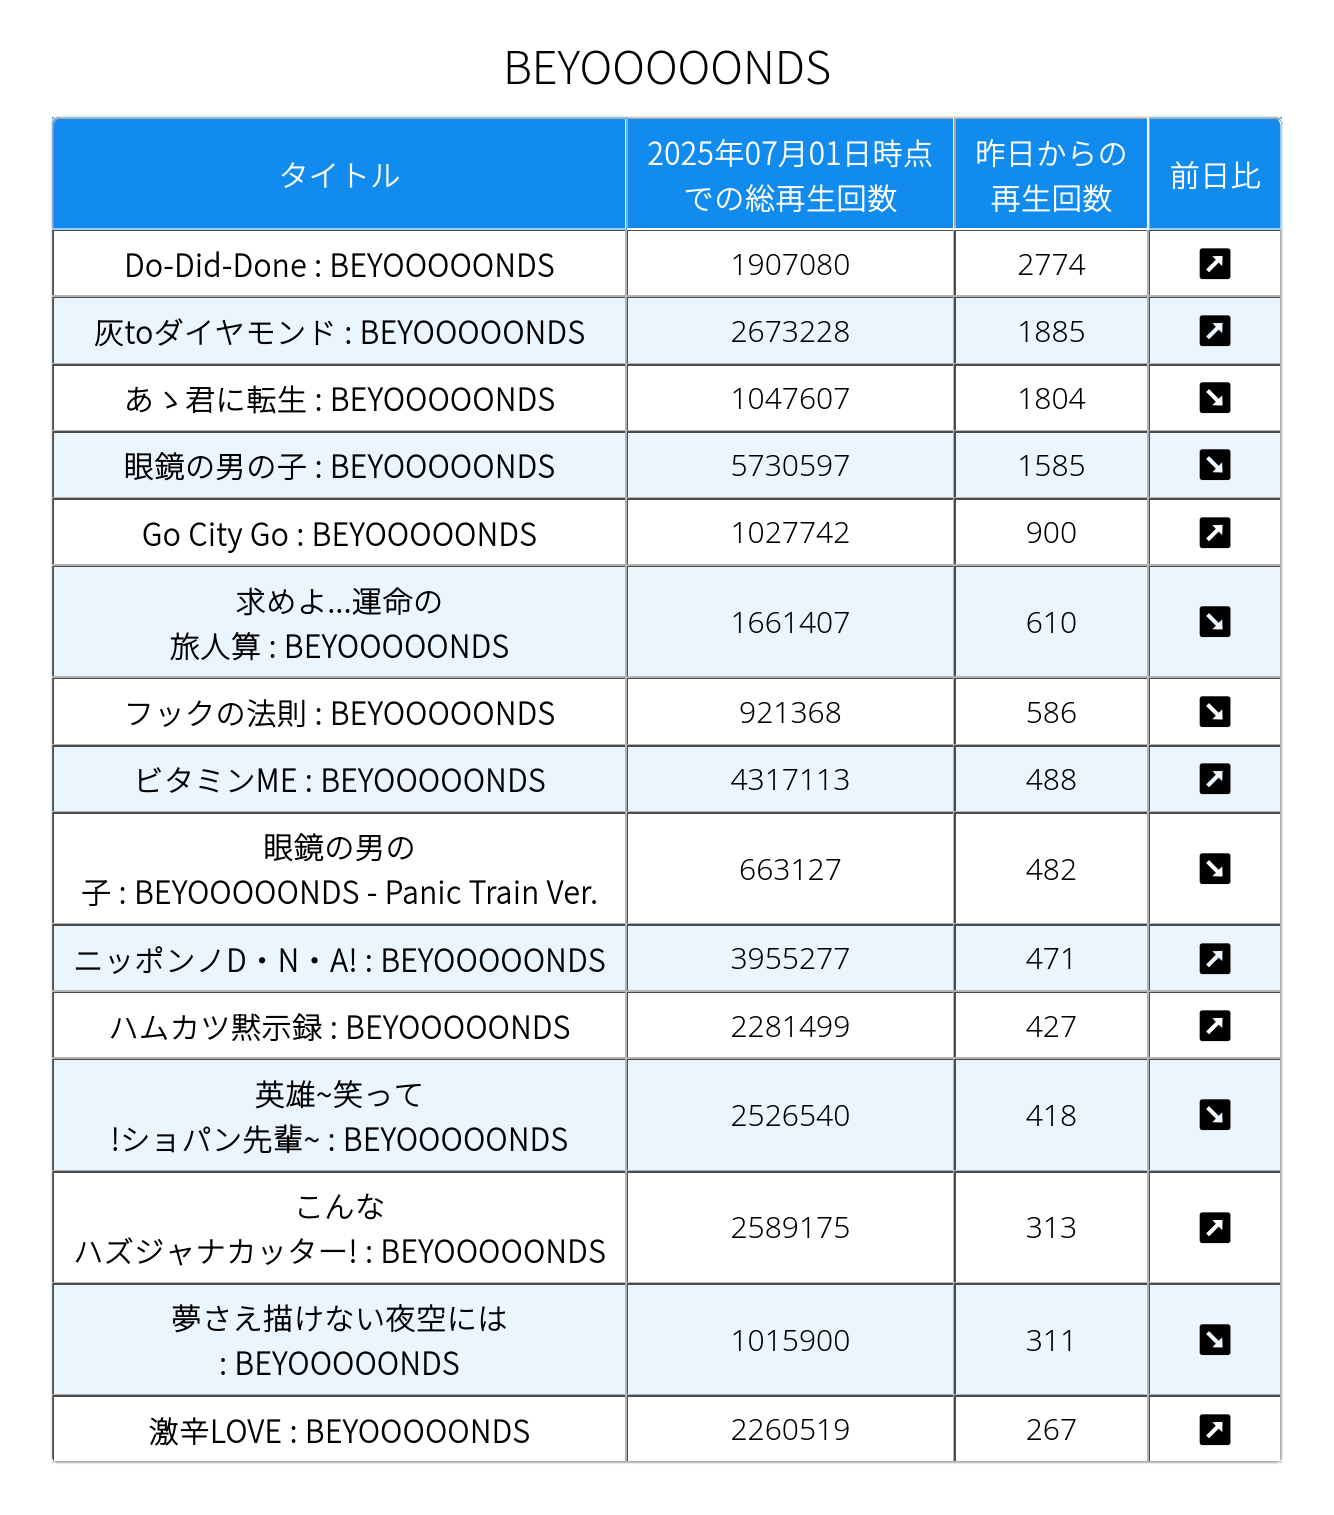 BEYOOOOONDS
タイトル
2025年07月01日時点
での総再生回数
昨日からの
再生回数
前日比
Do-Did-Done : BEYOOOOONDS
1907080
2774
灰toダイヤモンド : BEYOOOOONDS
2673228
1885
あゝ君に転生 : BEYOOOOONDS
1047607
1804
眼鏡の男の子 : BEYOOOOONDS
5730597
1585
Go City Go : BEYOOOOONDS
1027742
900
求めよ...運命の
旅人算 : BEYOOOOONDS
1661407
610
フックの法則 : BEYOOOOONDS
921368
586
ビタミンME : BEYOOOOONDS
4317113
488
眼鏡の男の
子 : BEYOOOOONDS - Panic Train Ver.
663127
482
ニッポンノD・N・A! : BEYOOOOONDS
3955277
471
ハムカツ黙示録 : BEYOOOOONDS
2281499
427
英雄~笑って
!ショパン先輩~ : BEYOOOOONDS
2526540
418
こんな
ハズジャナカッター! : BEYOOOOONDS
2589175
313
夢さえ描けない夜空には
: BEYOOOOONDS
1015900
311
激辛LOVE : BEYOOOOONDS
2260519
267